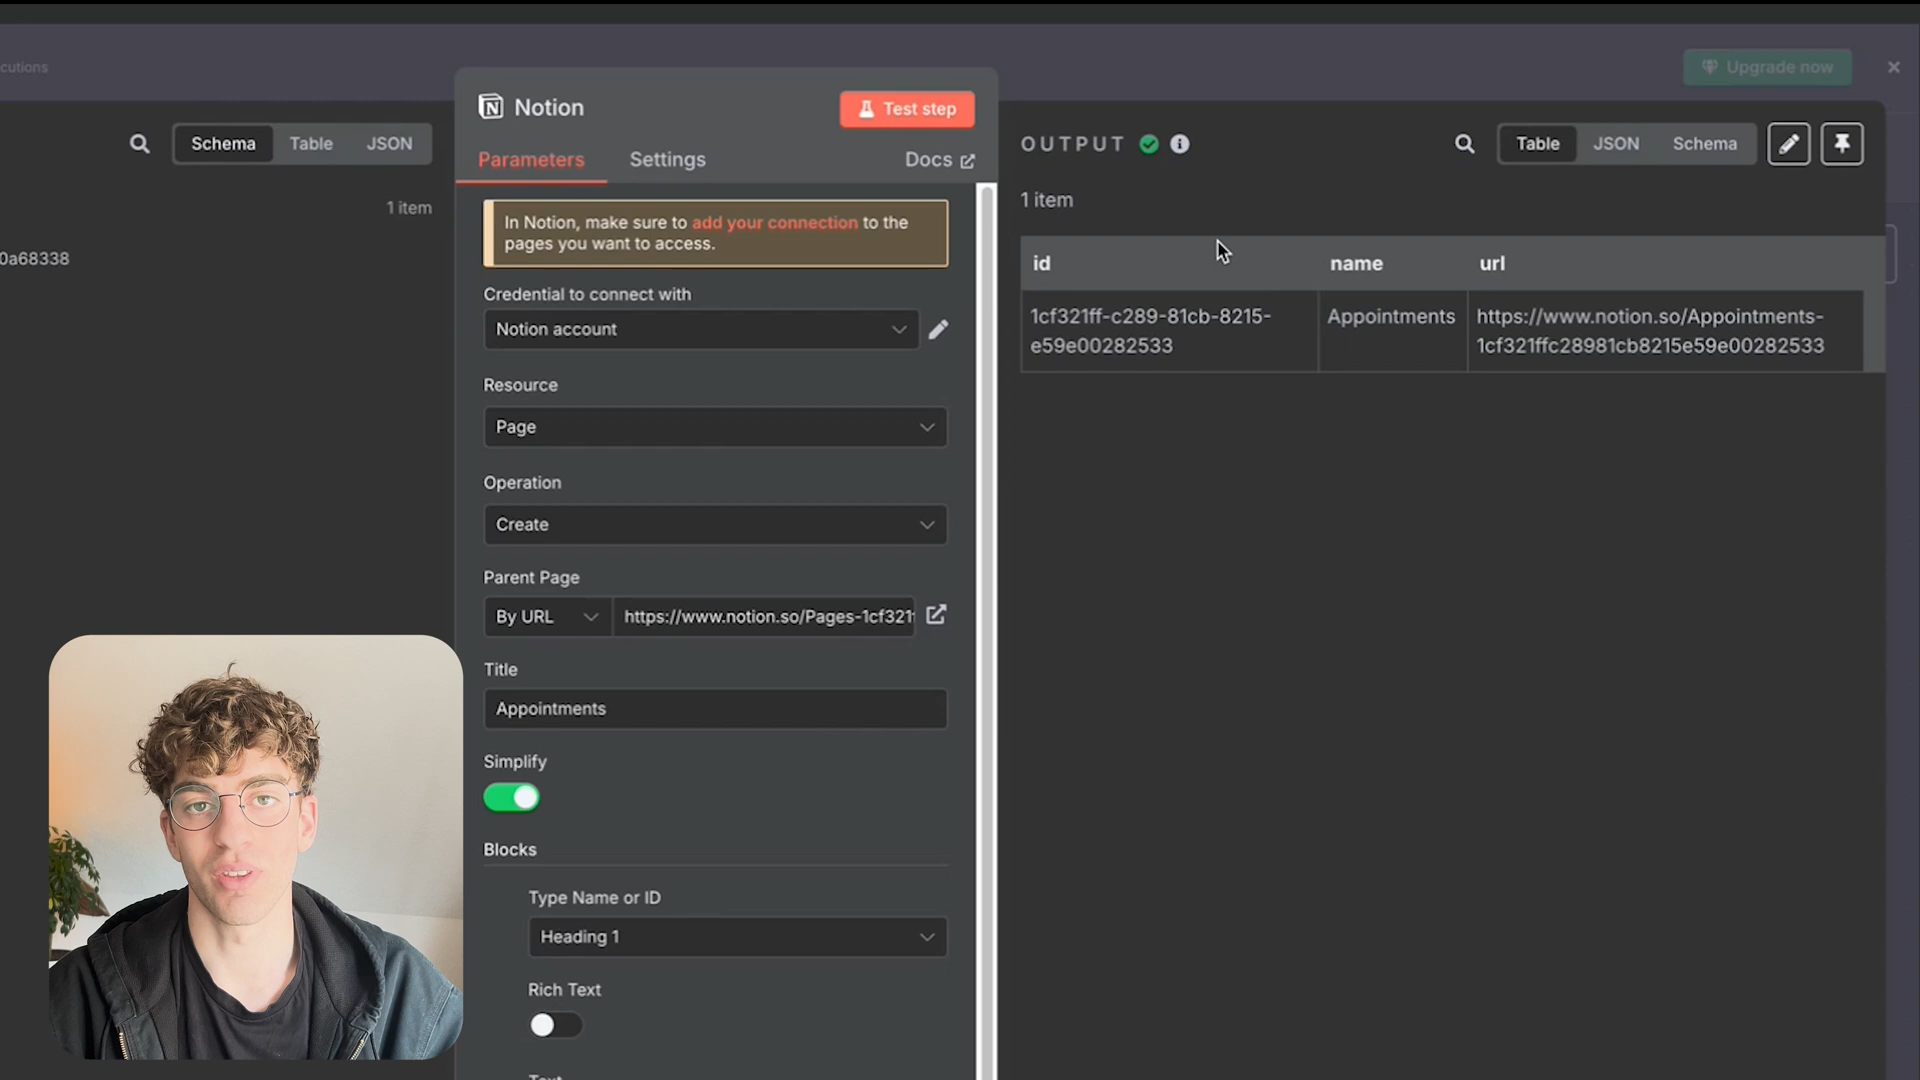 cutions
Upgrade now
Schema
Table
JSON
1 item
0a68338
Notion
Test step
Parameters
Settings
Docs
In Notion, make sure to add your connection to the
pages you want to access.
Credential to connect with
Notion account
Resource
Page
Operation
Create
Parent Page
By URL
https://www.notion.so/Pages-1cf321f
Title
Appointments
Simplify
Blocks
Type Name or ID
Heading 1
Rich Text
OUTPUT
Table
JSON
Schema
1 item
id
name
url
1cf321ff-c289-81cb-8215-
e59e00282533
Appointments
https://www.notion.so/Appointments-
1cf321ffc28981cb8215e59e00282533